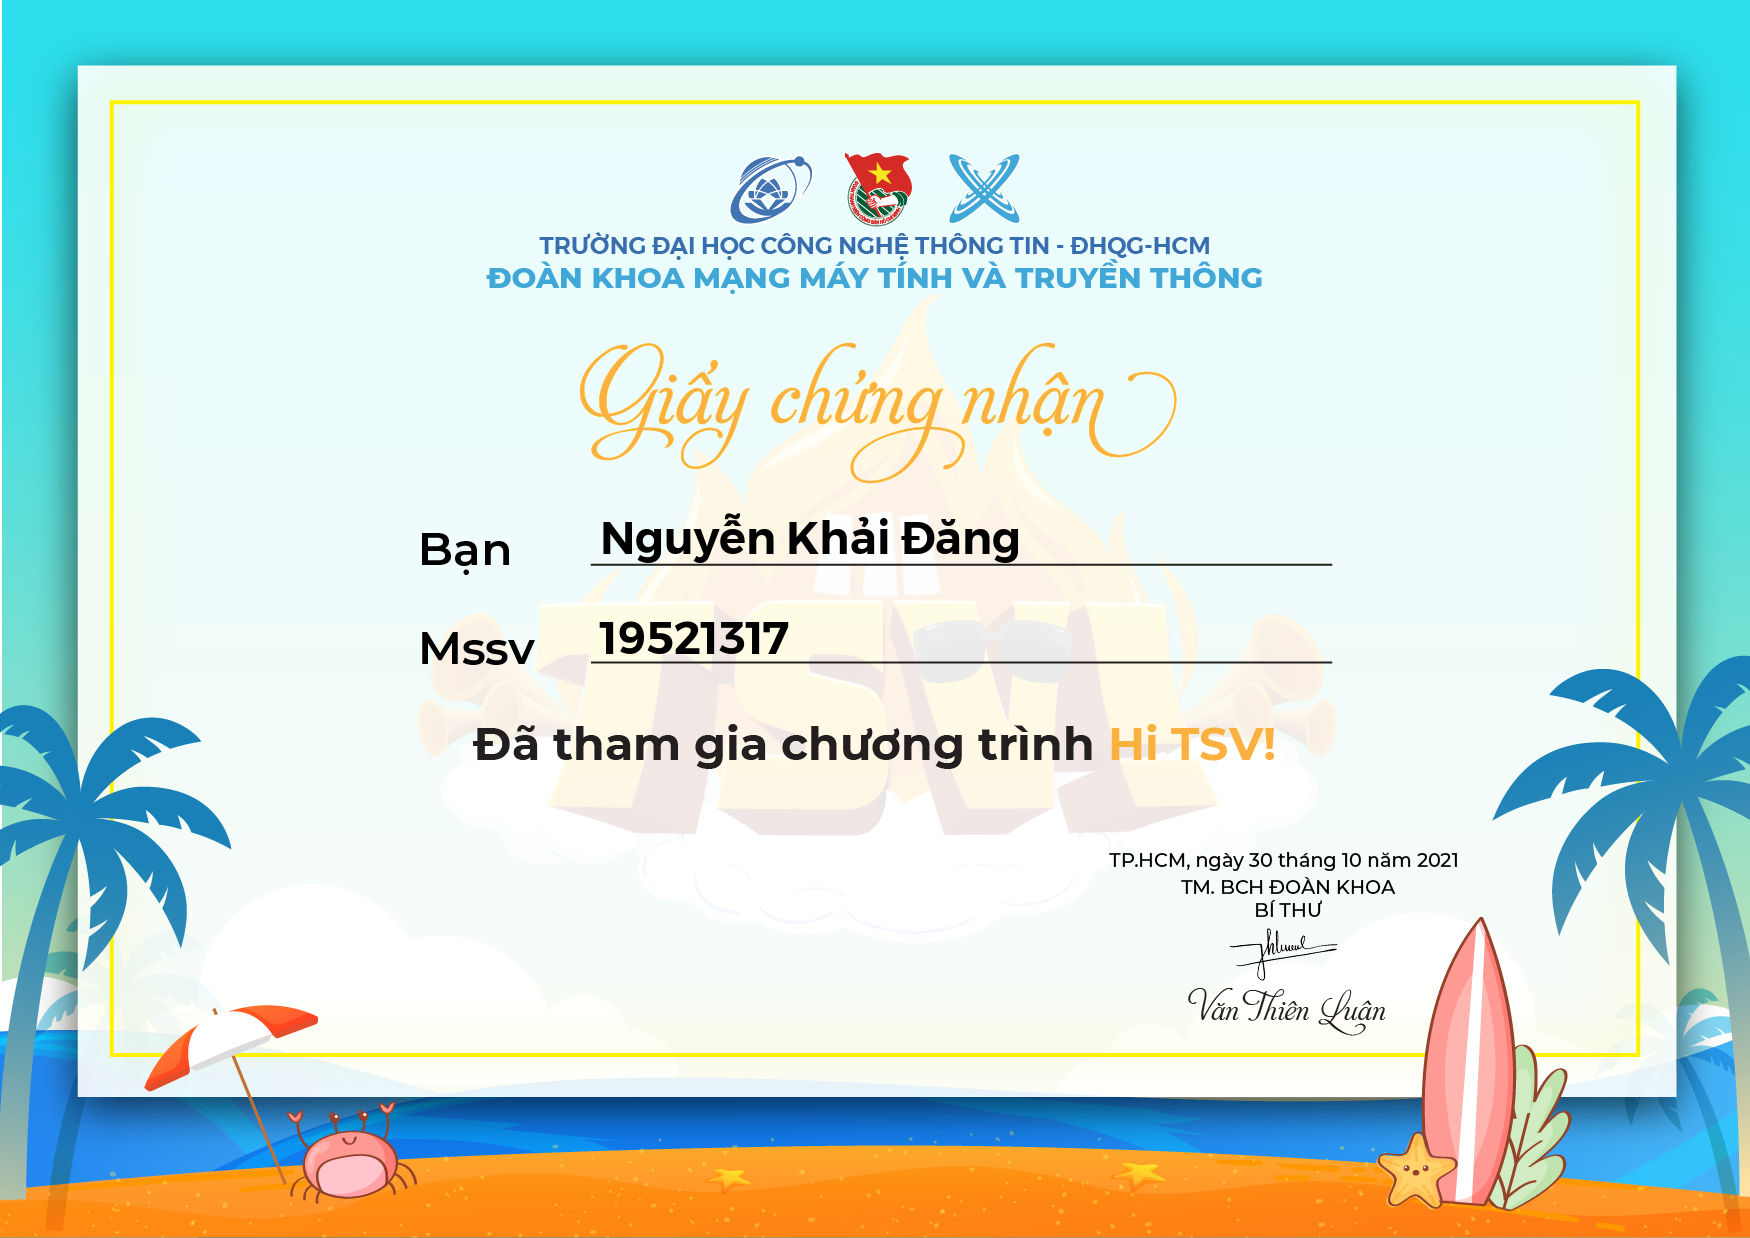 TRƯỜNG ĐẠI HỌC CÔNG NGHỆ THÔNG TIN - ĐHQG-HCM
ĐOÀN KHOA MẠNG MÁY TÍNH VÀ TRUYỀN THÔNG
Giấy chứng nhận
Bạn Nguyễn Khải Đăng
Mssv 19521317
TSV!
Đã tham gia chương trình Hi TSV!
TP.HCM, ngày 30 tháng 10 năm 2021
TM. BCH ĐOÀN KHOA
BÍ THƯ
Văn Thiên Luân